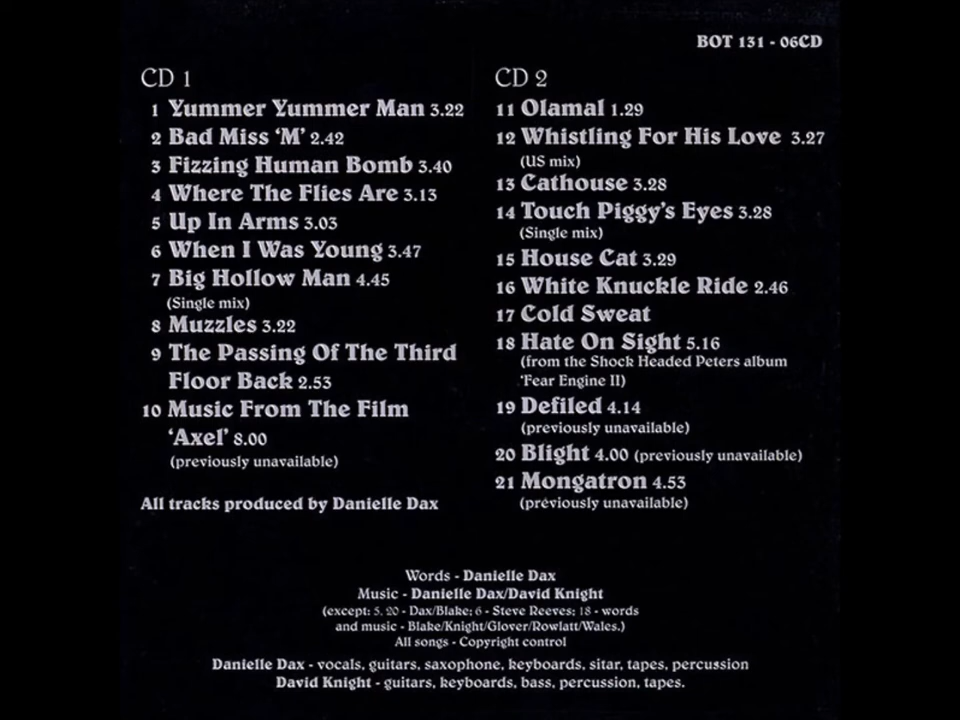 BOT 131 - 06CD
CD 1
1 Yummer Yummer Man 3.22
2 Bad Miss ‘M’ 2.42
3 Fizzing Human Bomb 3.40
4 Where The Flies Are 3.13
5 Up In Arms 3.03
6 When I Was Young 3.47
7 Big Hollow Man 4.45
(Single mix)
8 Muzzles 3.22
9 The Passing Of The Third
Floor Back 2.53
10 Music From The Film
‘Axel’ 8.00
(previously unavailable)
All tracks produced by Danielle Dax
CD 2
11 Olamal 1.29
12 Whistling For His Love 3.27
(US mix)
13 Cathouse 3.28
14 Touch Piggy’s Eyes 3.28
(Single mix)
15 House Cat 3.29
16 White Knuckle Ride 2.46
17 Cold Sweat
18 Hate On Sight 5.16
(from the Shock Headed Peters album
‘Fear Engine II)
19 Defiled 4.14
(previously unavailable)
20 Blight 4.00 (previously unavailable)
21 Mongatron 4.53
(previously unavailable)
Words - Danielle Dax
Music - Danielle Dax/David Knight
(except: 5, 20 - Dax/Blake; 6 - Steve Reeves; 18 - words
and music - Blake/Knight/Glover/Rowlatt/Wales.)
All songs - Copyright control
Danielle Dax - vocals, guitars, saxophone, keyboards, sitar, tapes, percussion
David Knight - guitars, keyboards, bass, percussion, tapes.